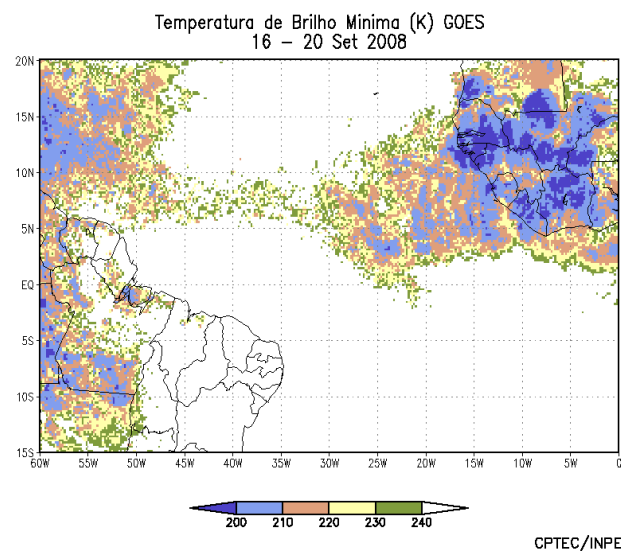 Temperatura de Brilho Minima (K) GOES
16 – 20 Set 2008
20N
15N
10N
5N
EQ
5S
10S
15S
60W 55W 50W 45W 40W 35W 30W 25W 20W 15W 10W 5W 0
200 210 220 230 240
CPTEC/INPE